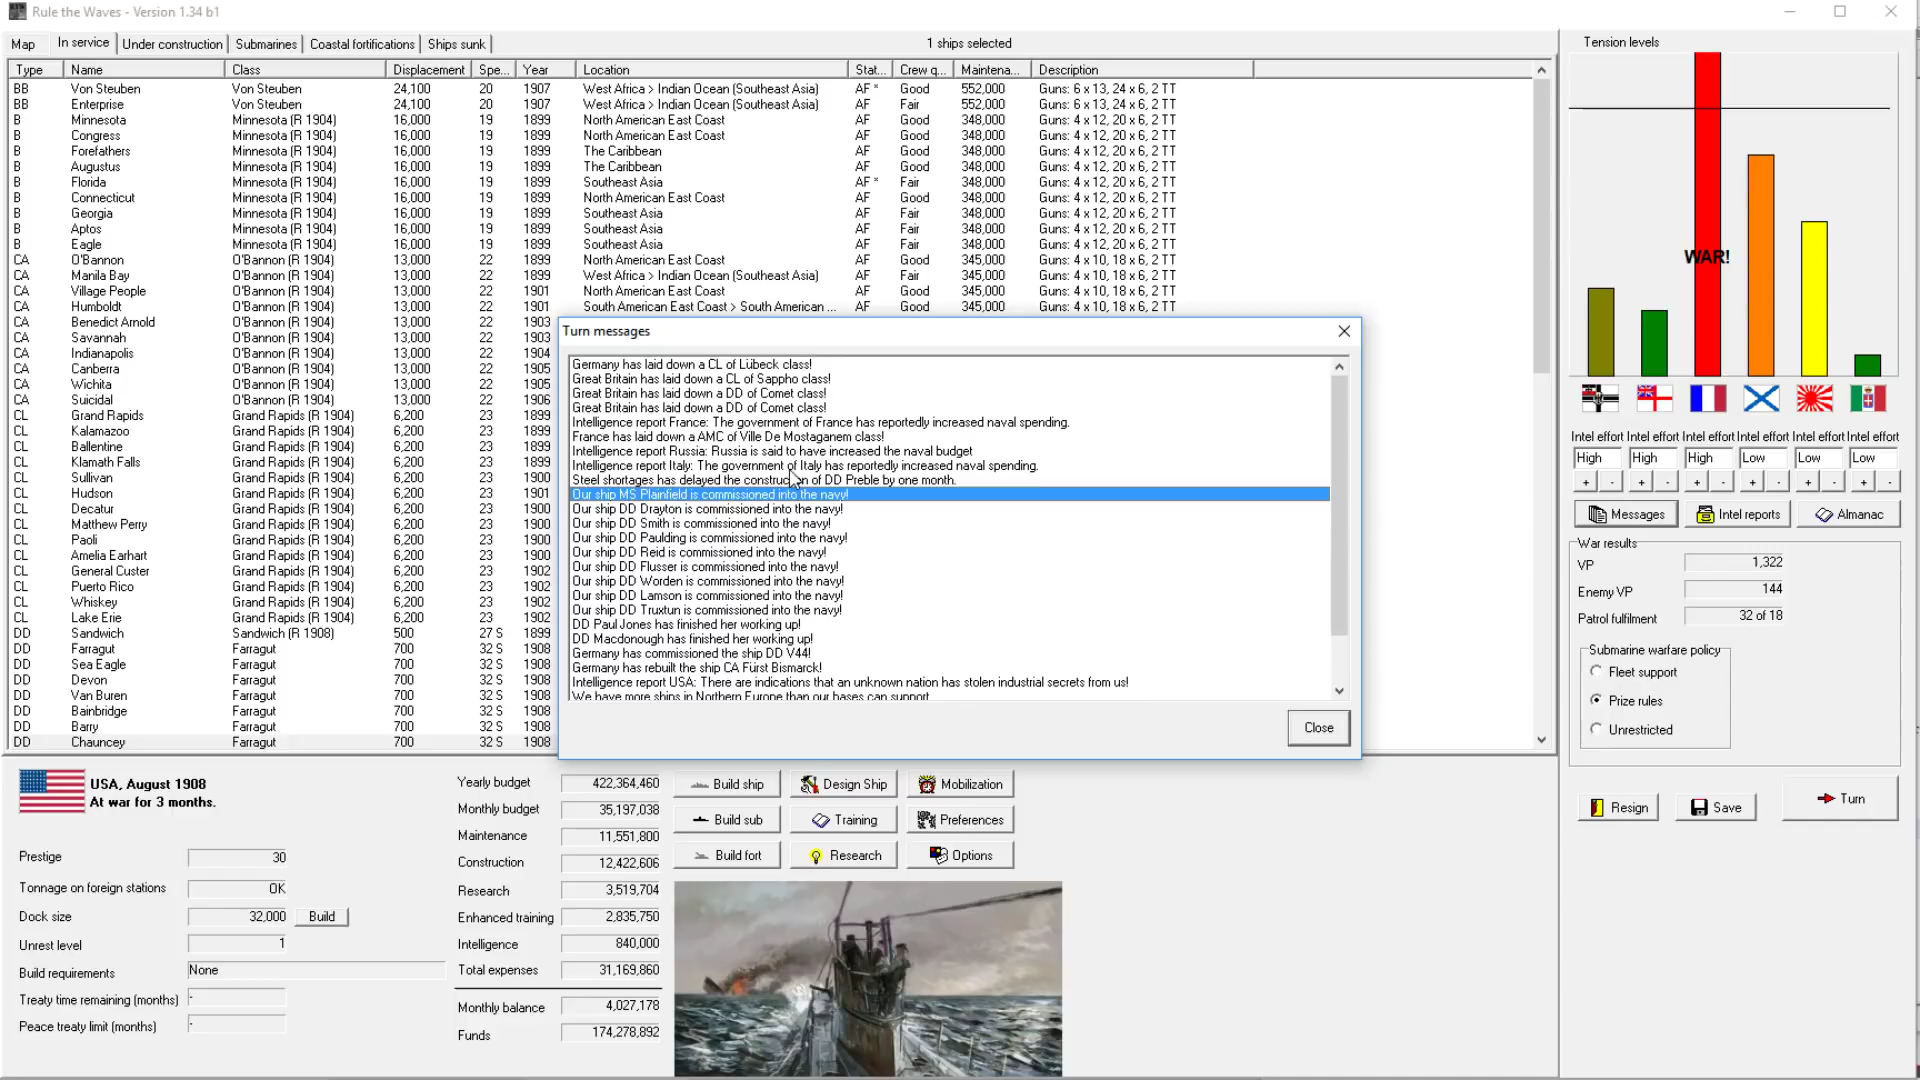 Rule the Waves - Version 1.34 b1
Map In service Under construction Submarines Coastal fortifications Ships sunk 1 ships selected
Type Name Class Displacement Spe... Year Location Stat... Crew q... Maintena... Description
BB Von Steuben Von Steuben 24,100 20 1907 West Africa > Indian Ocean (Southeast Asia) AF * Good 552,000 Guns: 6 x 13, 24 x 6, 2 TT
BB Enterprise Von Steuben 24,100 20 1907 West Africa > Indian Ocean (Southeast Asia) AF Fair 552,000 Guns: 6 x 13, 24 x 6, 2 TT
B Minnesota Minnesota (R 1904) 16,000 19 1899 North American East Coast AF Good 348,000 Guns: 4 x 12, 20 x 6, 2 TT
B Congress Minnesota (R 1904) 16,000 19 1899 North American East Coast AF Good 348,000 Guns: 4 x 12, 20 x 6, 2 TT
B Forefathers Minnesota (R 1904) 16,000 19 1899 The Caribbean AF Good 348,000 Guns: 4 x 12, 20 x 6, 2 TT
B Augustus Minnesota (R 1904) 16,000 19 1899 The Caribbean AF Good 348,000 Guns: 4 x 12, 20 x 6, 2 TT
B Florida Minnesota (R 1904) 16,000 19 1899 Southeast Asia AF * Fair 348,000 Guns: 4 x 12, 20 x 6, 2 TT
B Connecticut Minnesota (R 1904) 16,000 19 1899 North American East Coast AF Good 348,000 Guns: 4 x 12, 20 x 6, 2 TT
B Georgia Minnesota (R 1904) 16,000 19 1899 Southeast Asia AF Fair 348,000 Guns: 4 x 12, 20 x 6, 2 TT
B Aptos Minnesota (R 1904) 16,000 19 1899 Southeast Asia AF Fair 348,000 Guns: 4 x 12, 20 x 6, 2 TT
B Eagle Minnesota (R 1904) 16,000 19 1899 Southeast Asia AF Fair 348,000 Guns: 4 x 12, 20 x 6, 2 TT
CA O'Bannon O'Bannon (R 1904) 13,000 22 1899 North American East Coast AF Good 345,000 Guns: 4 x 10, 18 x 6, 2 TT
CA Manila Bay O'Bannon (R 1904) 13,000 22 1899 West Africa > Indian Ocean (Southeast Asia) AF Fair 345,000 Guns: 4 x 10, 18 x 6, 2 TT
CA Village People O'Bannon (R 1904) 13,000 22 1901 North American East Coast AF Good 345,000 Guns: 4 x 10, 18 x 6, 2 TT
CA Humboldt O'Bannon (R 1904) 13,000 22 1901 South American East Coast > South American ... AF Good 345,000 Guns: 4 x 10, 18 x 6, 2 TT
CA Benedict Arnold O'Bannon (R 1904) 13,000 22 1903
CA Savannah O'Bannon (R 1904) 13,000 22 1903
CA Indianapolis O'Bannon (R 1904) 13,000 22 1904
CA Canberra O'Bannon (R 1904) 13,000 22 1905
CA Wichita O'Bannon (R 1904) 13,000 22 1905
CA Suicidal O'Bannon (R 1904) 13,000 22 1906
CL Grand Rapids Grand Rapids (R 1904) 6,200 23 1899
CL Kalamazoo Grand Rapids (R 1904) 6,200 23 1899
CL Ballentine Grand Rapids (R 1904) 6,200 23 1899
CL Klamath Falls Grand Rapids (R 1904) 6,200 23 1899
CL Sullivan Grand Rapids (R 1904) 6,200 23 1900
CL Hudson Grand Rapids (R 1904) 6,200 23 1901
CL Decatur Grand Rapids (R 1904) 6,200 23 1900
CL Matthew Perry Grand Rapids (R 1904) 6,200 23 1900
CL Paoli Grand Rapids (R 1904) 6,200 23 1900
CL Amelia Earhart Grand Rapids (R 1904) 6,200 23 1900
CL General Custer Grand Rapids (R 1904) 6,200 23 1901
CL Puerto Rico Grand Rapids (R 1904) 6,200 23 1902
CL Whiskey Grand Rapids (R 1904) 6,200 23 1902
CL Lake Erie Grand Rapids (R 1904) 6,200 23 1902
DD Sandwich Sandwich (R 1908) 500 27 S 1899
DD Farragut Farragut 700 32 S 1908
DD Sea Eagle Farragut 700 32 S 1908
DD Devon Farragut 700 32 S 1908
DD Van Buren Farragut 700 32 S 1908
DD Bainbridge Farragut 700 32 S 1908
DD Barry Farragut 700 32 S 1908
DD Chauncey Farragut 700 32 S 1908
Turn messages
Germany has laid down a CL of Lübeck class!
Great Britain has laid down a CL of Sappho class!
Great Britain has laid down a DD of Comet class!
Great Britain has laid down a DD of Comet class!
Intelligence report France: The government of France has reportedly increased naval spending.
France has laid down a AMC of Ville De Mostaganem class!
Intelligence report Russia: Russia is said to have increased the naval budget
Intelligence report Italy: The government of Italy has reportedly increased naval spending.
Steel shortages has delayed the construction of DD Preble by one month.
Our ship MS Plainfield is commissioned into the navy!
Our ship DD Drayton is commissioned into the navy!
Our ship DD Smith is commissioned into the navy!
Our ship DD Paulding is commissioned into the navy!
Our ship DD Reid is commissioned into the navy!
Our ship DD Flusser is commissioned into the navy!
Our ship DD Worden is commissioned into the navy!
Our ship DD Lamson is commissioned into the navy!
Our ship DD Truxtun is commissioned into the navy!
DD Paul Jones has finished her working up!
DD Macdonough has finished her working up!
Germany has commissioned the ship DD V44!
Germany has rebuilt the ship CA Fürst Bismarck!
Intelligence report USA: There are indications that an unknown nation has stolen industrial secrets from us!
We have more ships in Northern Europe than our bases can support
Close
Tension levels
WAR!
Intel effort Intel effort Intel effort Intel effort Intel effort Intel effort
High High High Low Low Low
+ - + - + - + - + - + -
Messages Intel reports Almanac
War results
VP 1,322
Enemy VP 144
Patrol fulfilment 32 of 18
Submarine warfare policy
Fleet support
Prize rules
Unrestricted
Resign Save Turn
USA, August 1908
At war for 3 months.
Prestige 30
Tonnage on foreign stations OK
Dock size 32,000 Build
Unrest level 1
Build requirements None
Treaty time remaining (months) -
Peace treaty limit (months) -
Yearly budget 422,364,460
Monthly budget 35,197,038
Maintenance 11,551,800
Construction 12,422,606
Research 3,519,704
Enhanced training 2,835,750
Intelligence 840,000
Total expenses 31,169,860
Monthly balance 4,027,178
Funds 174,278,892
Build ship Design Ship Mobilization
Build sub Training Preferences
Build fort Research Options